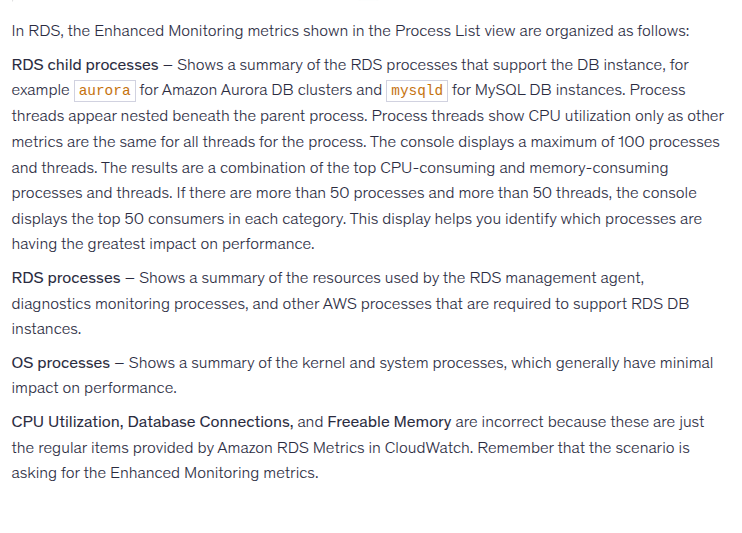 In RDS, the Enhanced Monitoring metrics shown in the Process List view are organized as follows:
RDS child processes – Shows a summary of the RDS processes that support the DB instance, for
example aurora for Amazon Aurora DB clusters and mysqld for MySQL DB instances. Process
threads appear nested beneath the parent process. Process threads show CPU utilization only as other
metrics are the same for all threads for the process. The console displays a maximum of 100 processes
and threads. The results are a combination of the top CPU-consuming and memory-consuming
processes and threads. If there are more than 50 processes and more than 50 threads, the console
displays the top 50 consumers in each category. This display helps you identify which processes are
having the greatest impact on performance.
RDS processes – Shows a summary of the resources used by the RDS management agent,
diagnostics monitoring processes, and other AWS processes that are required to support RDS DB
instances.
OS processes – Shows a summary of the kernel and system processes, which generally have minimal
impact on performance.
CPU Utilization, Database Connections, and Freeable Memory are incorrect because these are just
the regular items provided by Amazon RDS Metrics in CloudWatch. Remember that the scenario is
asking for the Enhanced Monitoring metrics.